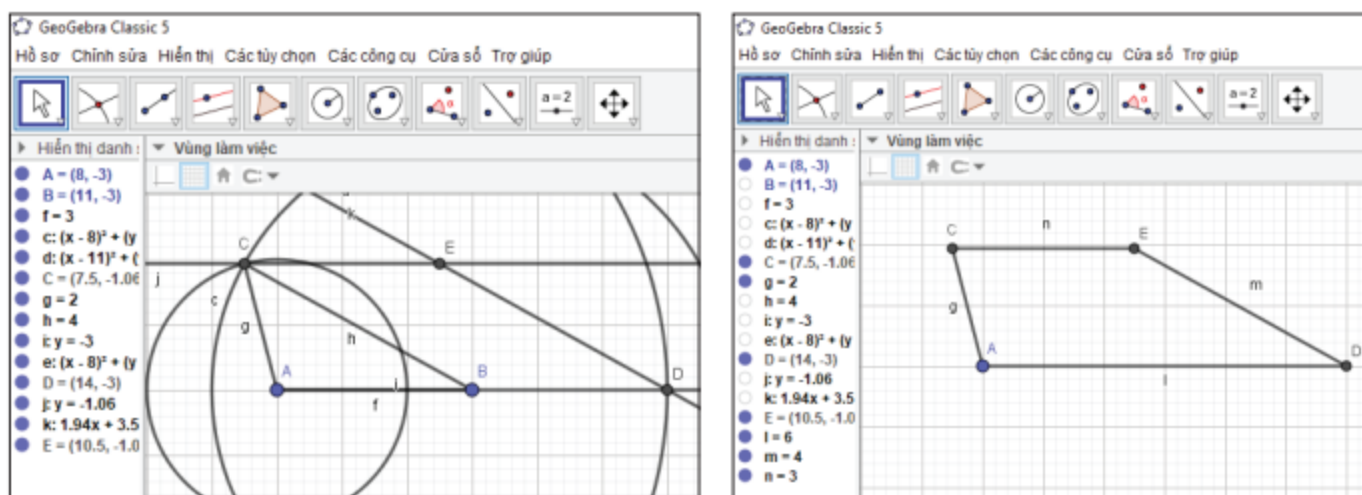 GeoGebra Classic 5
Hồ sơ Chỉnh sửa Hiển thị Các tùy chọn Các công cụ Cửa sổ Trợ giúp
a=2
Hiển thị danh s
Vùng làm việc
A = (8, -3)
B = (11, -3)
f = 3
c: (x - 8)² + (y
d: (x - 11)² + (
C = (7.5, -1.06
g = 2
h = 4
i: y = -3
e: (x - 8)² + (y
D = (14, -3)
j: y = -1.06
k: 1.94x + 3.5
E = (10.5, -1.0
k
C
E
j
c
g
h
A
B
i
D
f
GeoGebra Classic 5
Hồ sơ Chỉnh sửa Hiển thị Các tùy chọn Các công cụ Cửa sổ Trợ giúp
a=2
Hiển thị danh s
Vùng làm việc
A = (8, -3)
B = (11, -3)
f = 3
c: (x - 8)² + (y
d: (x - 11)² + (
C = (7.5, -1.06
g = 2
h = 4
i: y = -3
e: (x - 8)² + (y
D = (14, -3)
j: y = -1.06
k: 1.94x + 3.5
E = (10.5, -1.0
l = 6
m = 4
n = 3
n
C
E
m
g
A
D
l